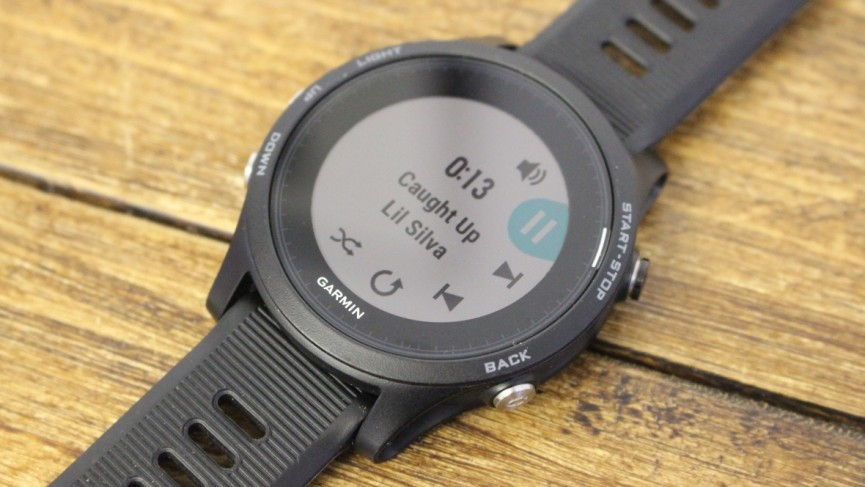 LIGHT
UP
DOWN
0:13
Caught Up
Lil Silva
GARMIN
START·STOP
BACK